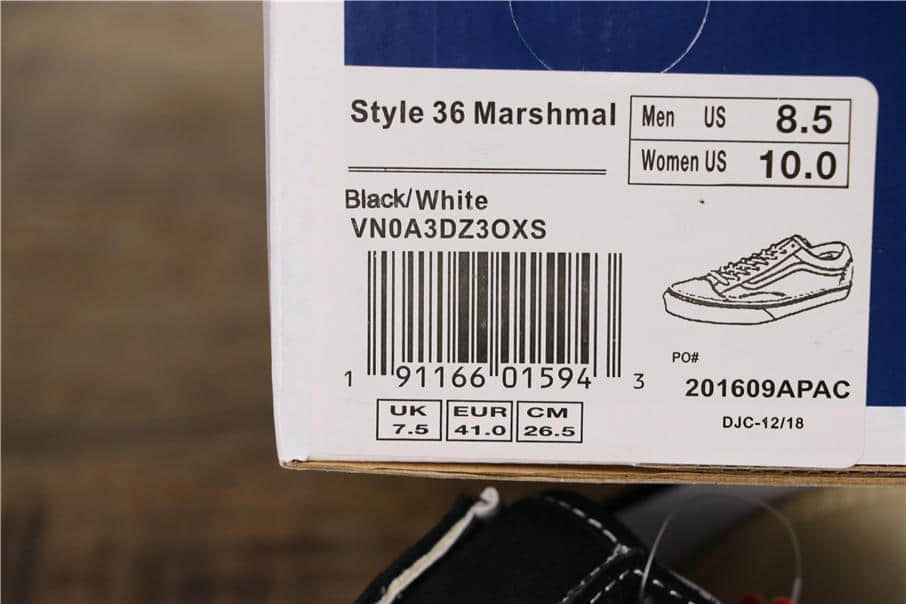 Style 36 Marshmal
Men US 8.5
Women US 10.0
Black/White
VN0A3DZ3OXS
1 91166 01594 3
PO#
201609APAC
DJC-12/18
UK EUR CM
7.5 41.0 26.5